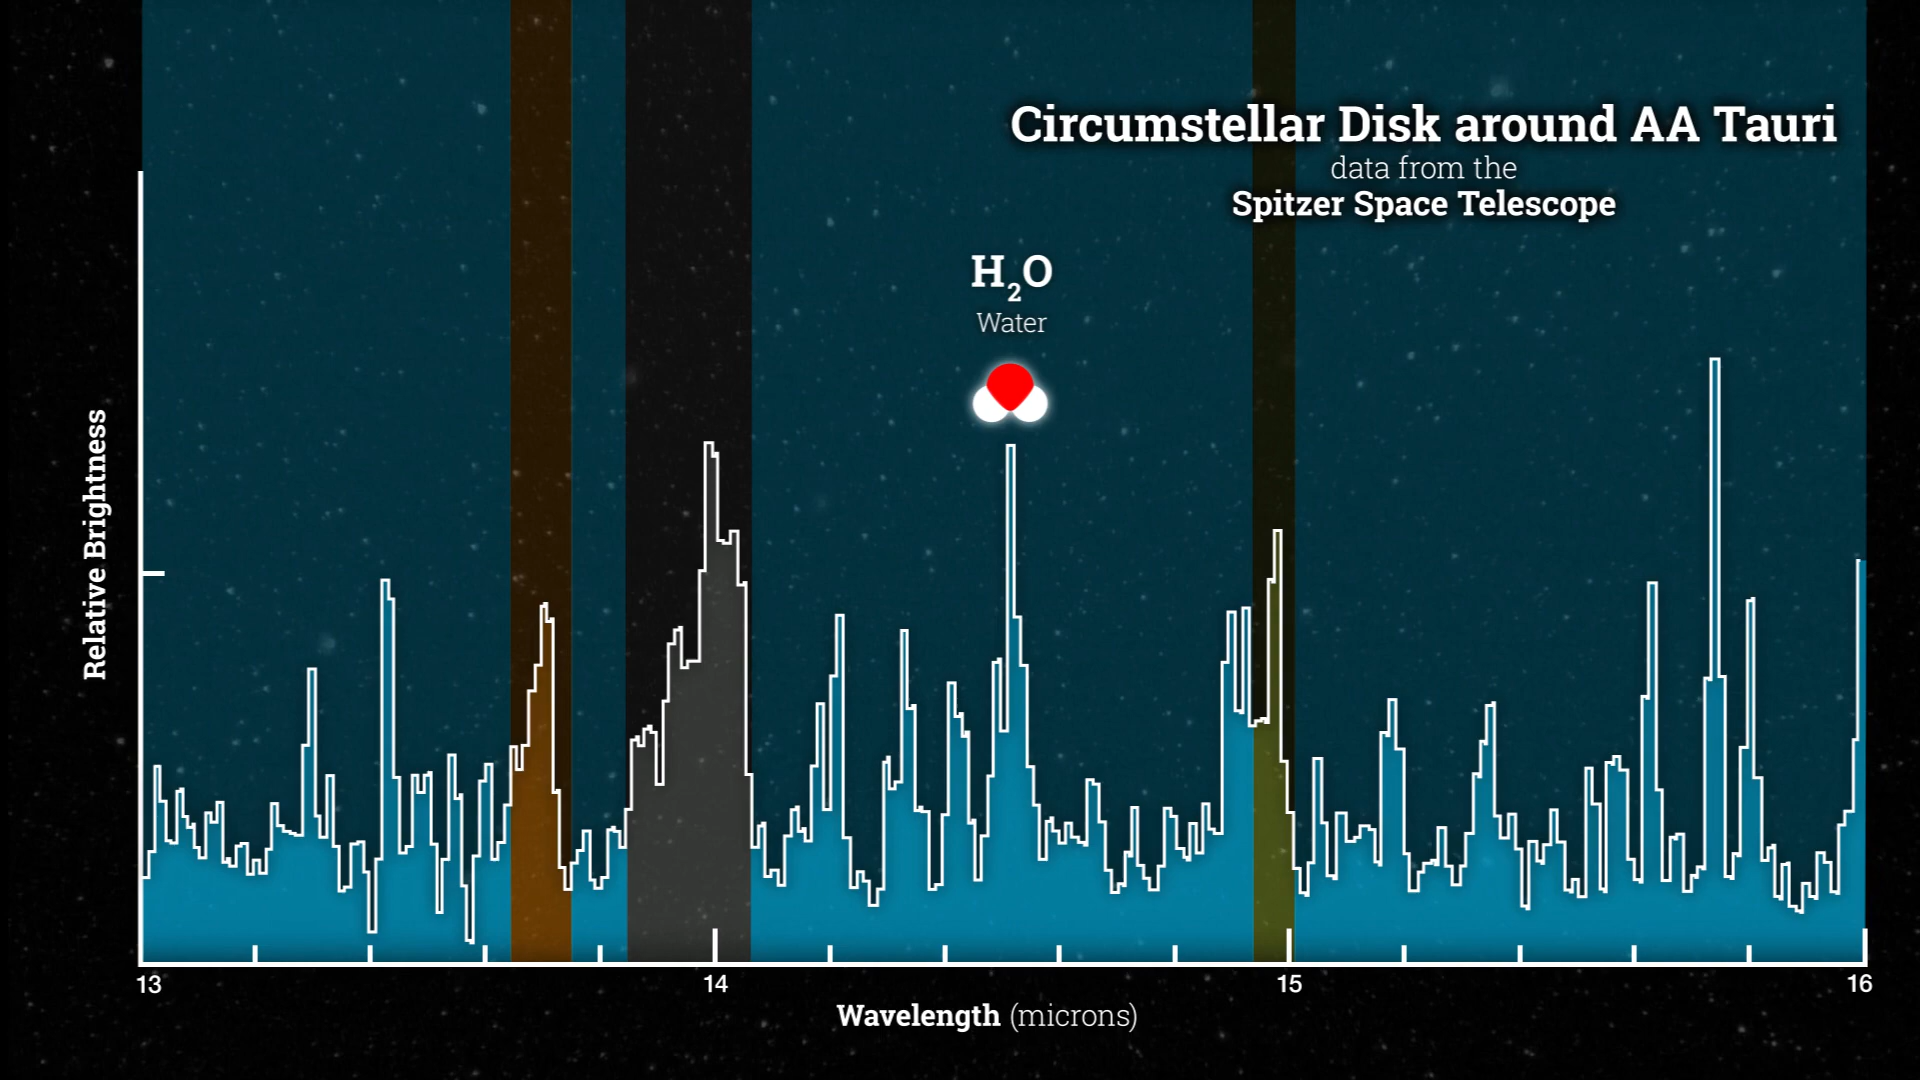 Circumstellar Disk around AA Tauri
data from the
Spitzer Space Telescope
H₂O
Water
Relative Brightness
13 14 15 16
Wavelength (microns)